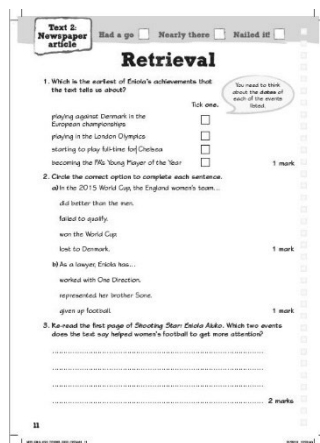 Text 2:
Newspaper
article
Had a go
Nearly there
Nailed it!
Retrieval
1. Which is the earliest of Eniola's achievements that
the text tells us about?
You need to think
about the dates of
each of the events
listed.
Tick one.
playing against Denmark in the
European championships
playing in the London Olympics
starting to play full-time for Chelsea
becoming the FA's Young Player of the Year
1 mark
2. Circle the correct option to complete each sentence.
a) In the 2015 World Cup, the England women's team...
did better than the men.
failed to qualify.
won the World Cup.
lost to Denmark.
1 mark
b) As a lawyer, Eniola has...
worked with One Direction.
represented her brother Sone.
given up football.
1 mark
3. Re-read the first page of Shooting Star: Eniola Aluko. Which two events
does the text say helped women's football to get more attention?
2 marks
11